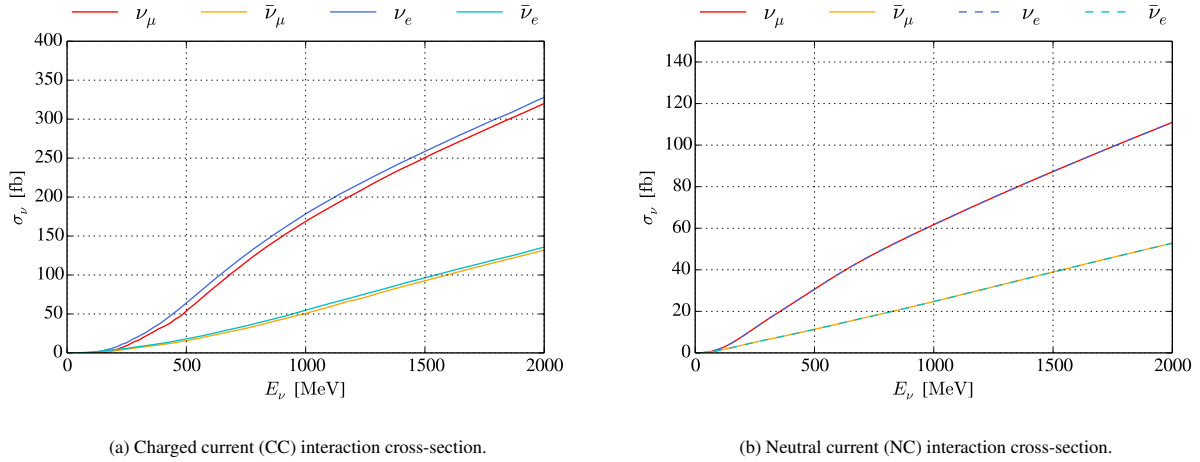 ν_μ ν̄_μ ν_e ν̄_e
400
350
300
250
200
150
100
50
0
σ_ν [fb]
0 500 1000 1500 2000
E_ν [MeV]
(a) Charged current (CC) interaction cross-section.
ν_μ ν̄_μ ν_e ν̄_e
140
120
100
80
60
40
20
0
σ_ν [fb]
0 500 1000 1500 2000
E_ν [MeV]
(b) Neutral current (NC) interaction cross-section.